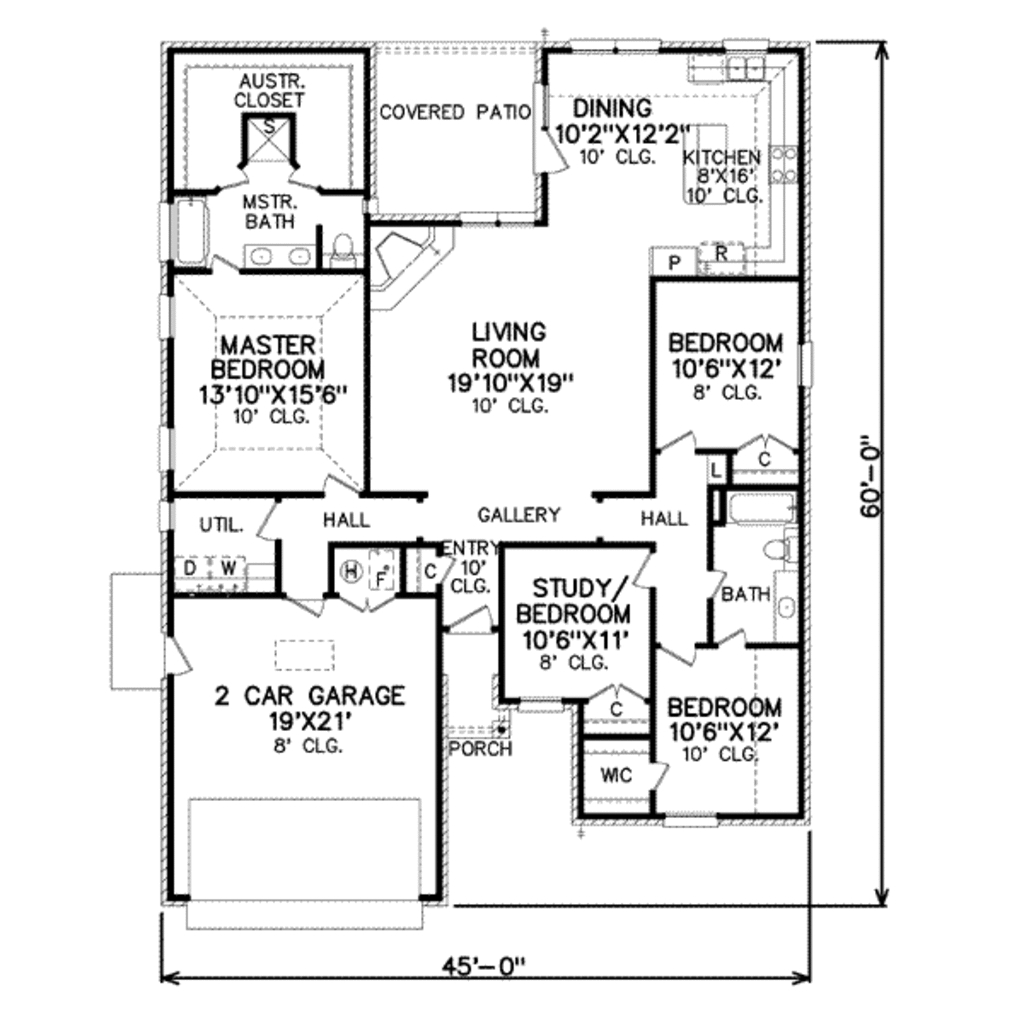 AUSTR.
CLOSET
S
COVERED PATIO
DINING
10'2"X12'2"
10' CLG.
KITCHEN
8'X16'
10' CLG.
MSTR.
BATH
P
R
MASTER
BEDROOM
13'10"X15'6"
10' CLG.
LIVING
ROOM
19'10"X19"
10' CLG.
BEDROOM
10'6"X12'
8' CLG.
C
L
60'-0"
UTIL.
HALL
GALLERY
HALL
D
W
H
F
C
ENTRY
10'
CLG.
STUDY/
BEDROOM
10'6"X11'
8' CLG.
BATH
2 CAR GARAGE
19'X21'
8' CLG.
C
BEDROOM
10'6"X12'
10' CLG.
PORCH
WIC
45'-0"